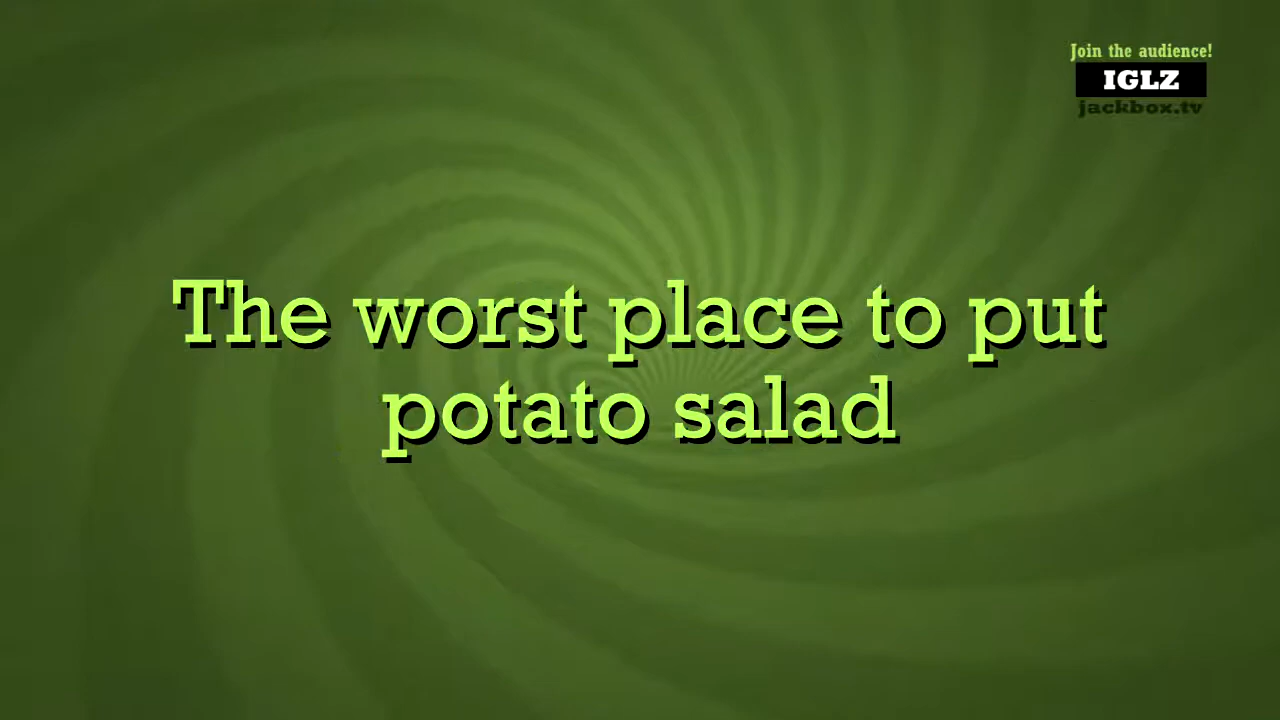 Join the audience!
IGLZ
jackbox.tv
The worst place to put
potato salad